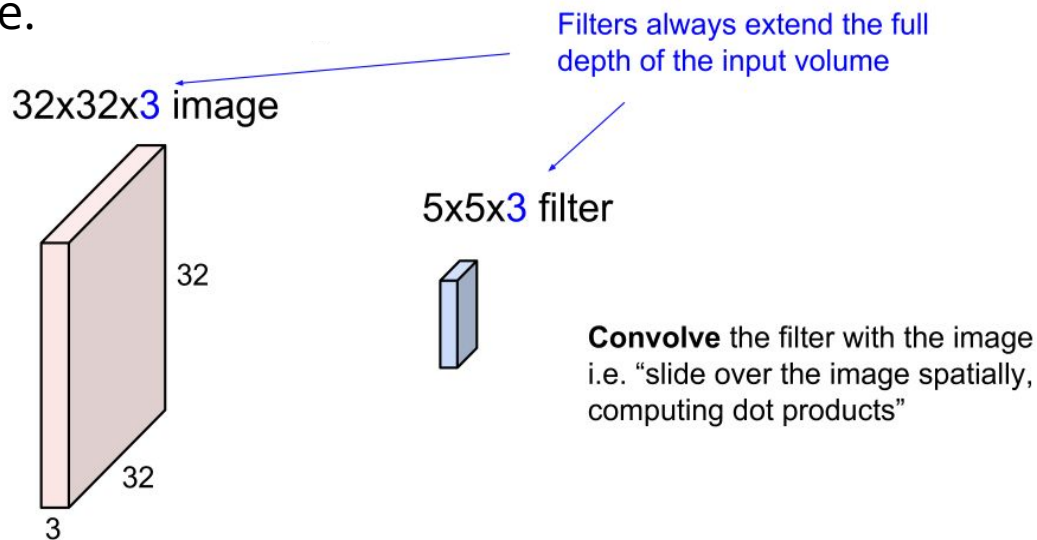 e.
Filters always extend the full
depth of the input volume
32x32x3 image
5x5x3 filter
32
Convolve the filter with the image
i.e. “slide over the image spatially,
computing dot products”
32
3